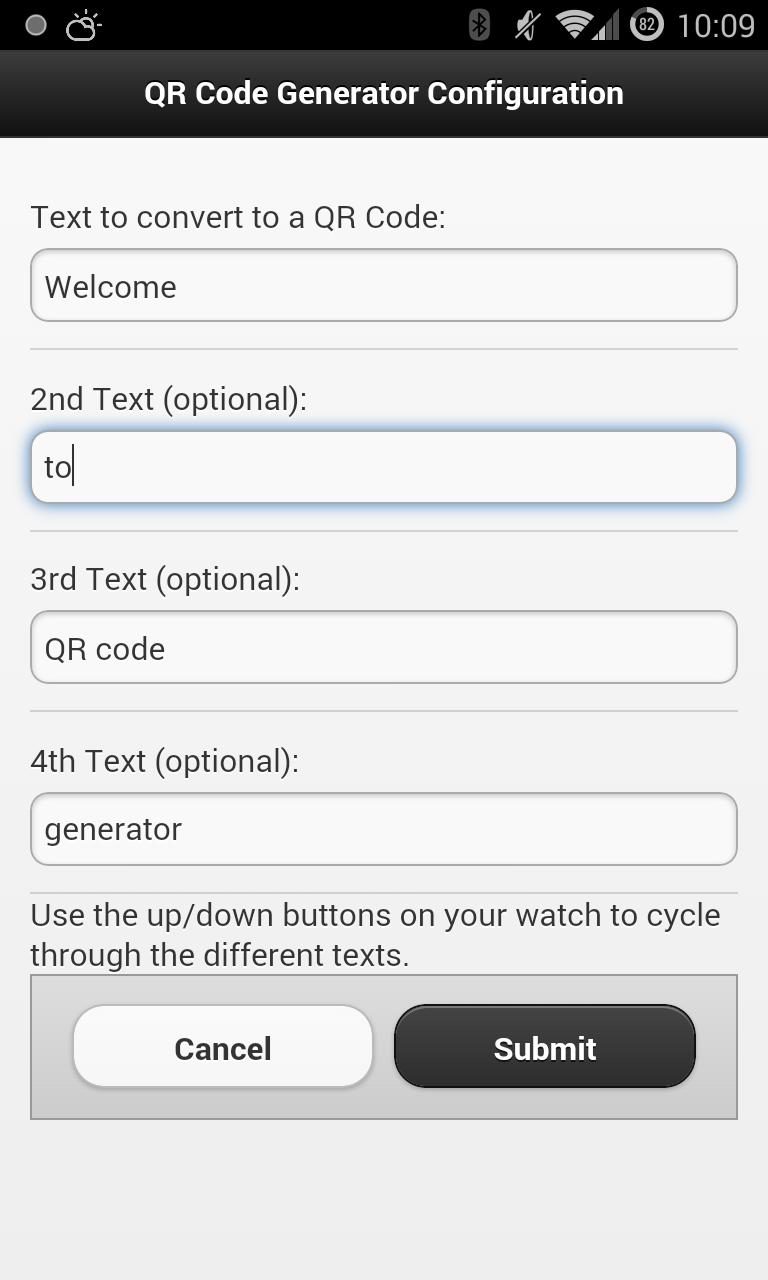 82 10:09
QR Code Generator Configuration
Text to convert to a QR Code:
Welcome
2nd Text (optional):
to
3rd Text (optional):
QR code
4th Text (optional):
generator
Use the up/down buttons on your watch to cycle
through the different texts.
Cancel Submit